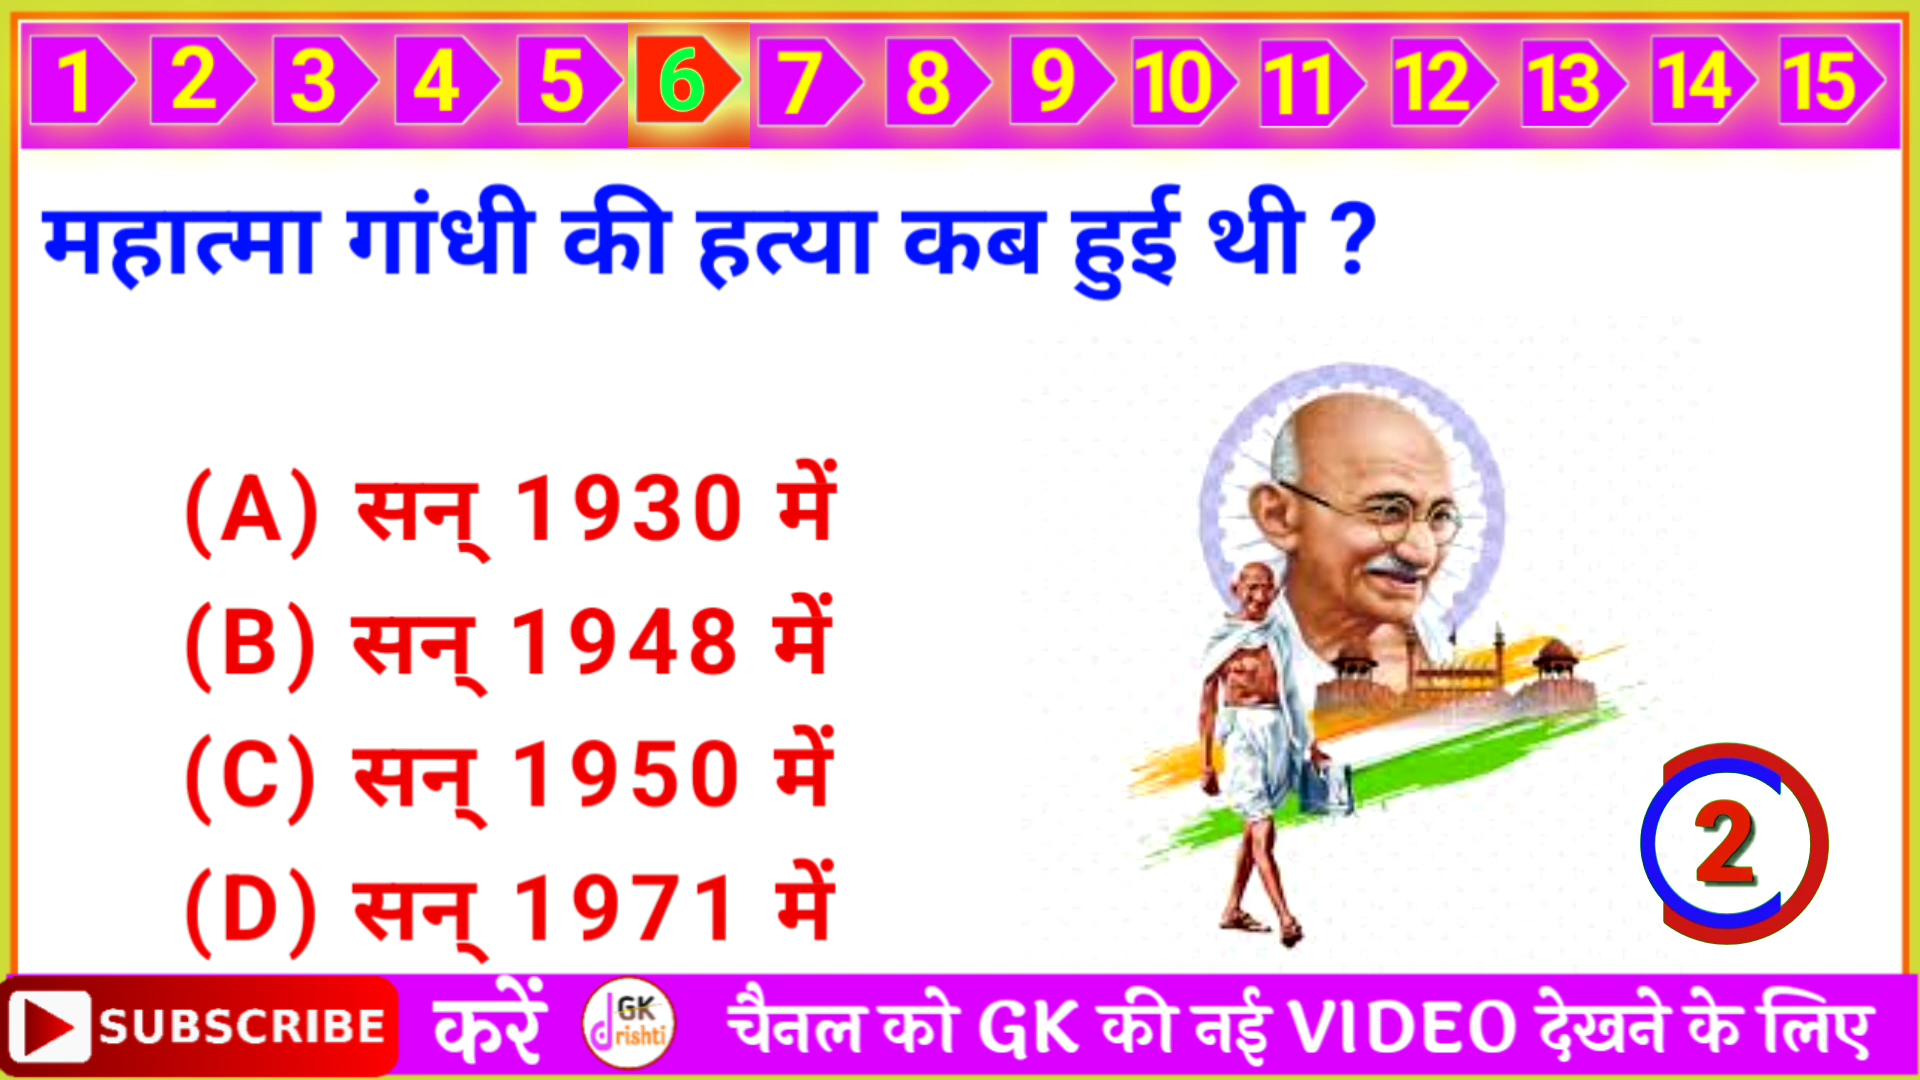 1 2 3 4 5 6 7 8 9 10 11 12 13 14 15
महात्मा गांधी की हत्या कब हुई थी ?
(A) सन् 1930 में
(B) सन् 1948 में
(C) सन् 1950 में
(D) सन् 1971 में
2
SUBSCRIBE करें GK drishti चैनल को GK की नई VIDEO देखने के लिए